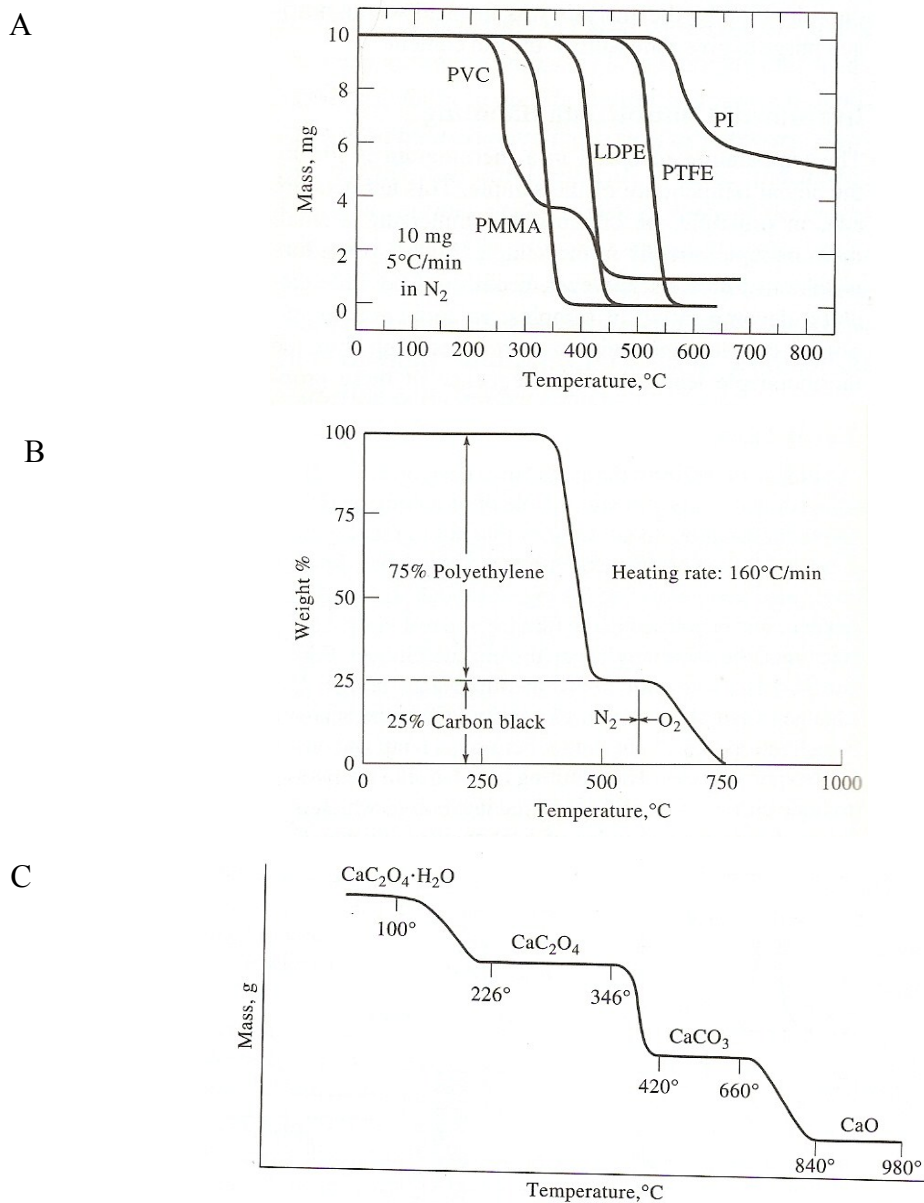 A
10
8
6
4
2
0
Mass, mg
PVC
PMMA
LDPE
PTFE
PI
10 mg
5°C/min
in N₂
0 100 200 300 400 500 600 700 800
Temperature,°C
B
100
75
50
25
0
Weight %
75% Polyethylene
Heating rate: 160°C/min
25% Carbon black
N₂
O₂
0 250 500 750 1000
Temperature,°C
C
Mass, g
CaC₂O₄·H₂O
100°
CaC₂O₄
226°
346°
CaCO₃
420°
660°
CaO
840°
980°
Temperature,°C